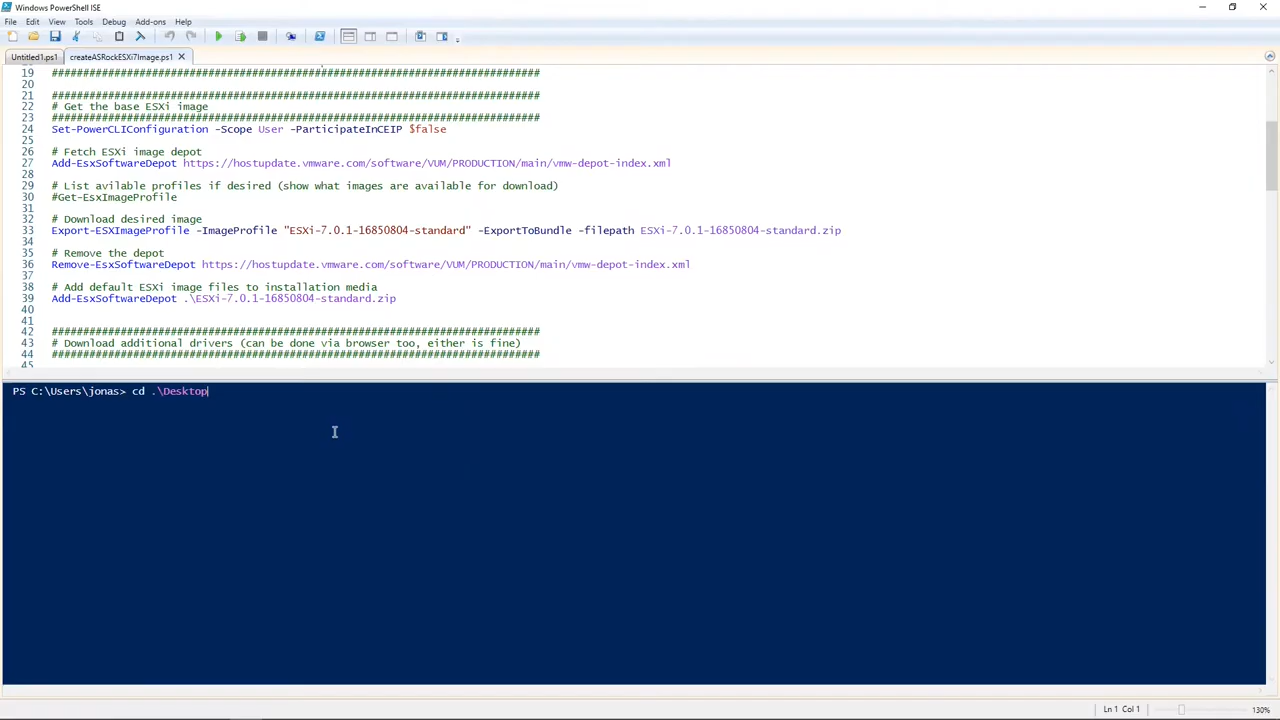 Windows PowerShell ISE
File Edit View Tools Debug Add-ons Help
Untitled1.ps1 createASRockESXi7Image.ps1
19 ##############################################################################
20
21 ##############################################################################
22 # Get the base ESXi image
23 ##############################################################################
24 Set-PowerCLIConfiguration -Scope User -ParticipateInCEIP $false
25
26 # Fetch ESXi image depot
27 Add-EsxSoftwareDepot https://hostupdate.vmware.com/software/VUM/PRODUCTION/main/vmw-depot-index.xml
28
29 # List avilable profiles if desired (show what images are available for download)
30 #Get-EsxImageProfile
31
32 # Download desired image
33 Export-ESXImageProfile -ImageProfile "ESXi-7.0.1-16850804-standard" -ExportToBundle -filepath ESXi-7.0.1-16850804-standard.zip
34
35 # Remove the depot
36 Remove-EsxSoftwareDepot https://hostupdate.vmware.com/software/VUM/PRODUCTION/main/vmw-depot-index.xml
37
38 # Add default ESXi image files to installation media
39 Add-EsxSoftwareDepot .\ESXi-7.0.1-16850804-standard.zip
40
41
42 ##############################################################################
43 # Download additional drivers (can be done via browser too, either is fine)
44 ##############################################################################
45
PS C:\Users\jonas> cd .\Desktop
Ln 1 Col 1 130%